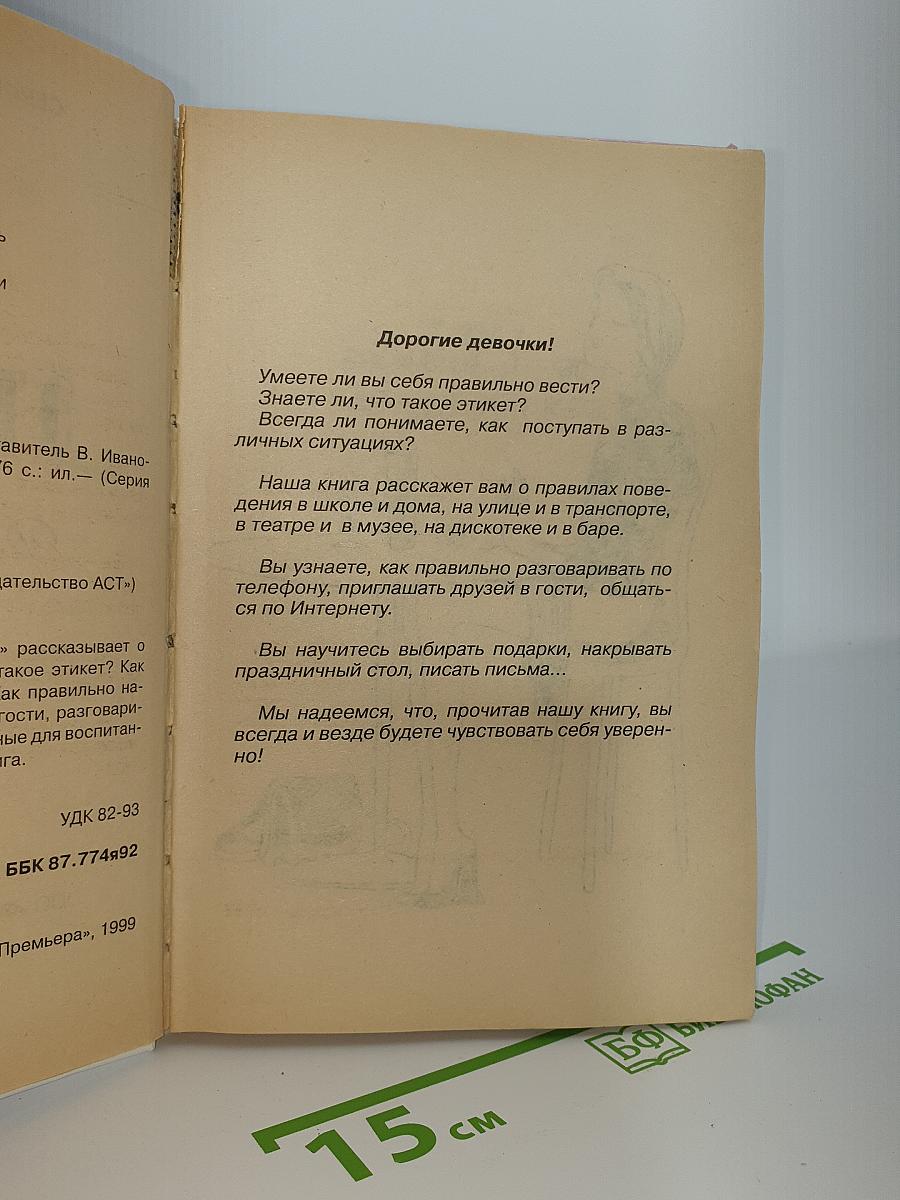 ь
и
тавитель В. Ивано-
76 с.: ил.— (Серия
дательство АСТ»)
» рассказывает о
такое этикет? Как
Как правильно на-
гости, разговари-
ные для воспитан-
ига.
УДК 82-93
ББК 87.774я92
Премьера», 1999
Дорогие девочки!
Умеете ли вы себя правильно вести?
Знаете ли, что такое этикет?
Всегда ли понимаете, как поступать в раз-
личных ситуациях?
Наша книга расскажет вам о правилах пове-
дения в школе и дома, на улице и в транспорте,
в театре и в музее, на дискотеке и в баре.
Вы узнаете, как правильно разговаривать по
телефону, приглашать друзей в гости, общать-
ся по Интернету.
Вы научитесь выбирать подарки, накрывать
праздничный стол, писать письма...
Мы надеемся, что, прочитав нашу книгу, вы
всегда и везде будете чувствовать себя уверен-
но!
БФ
15 см